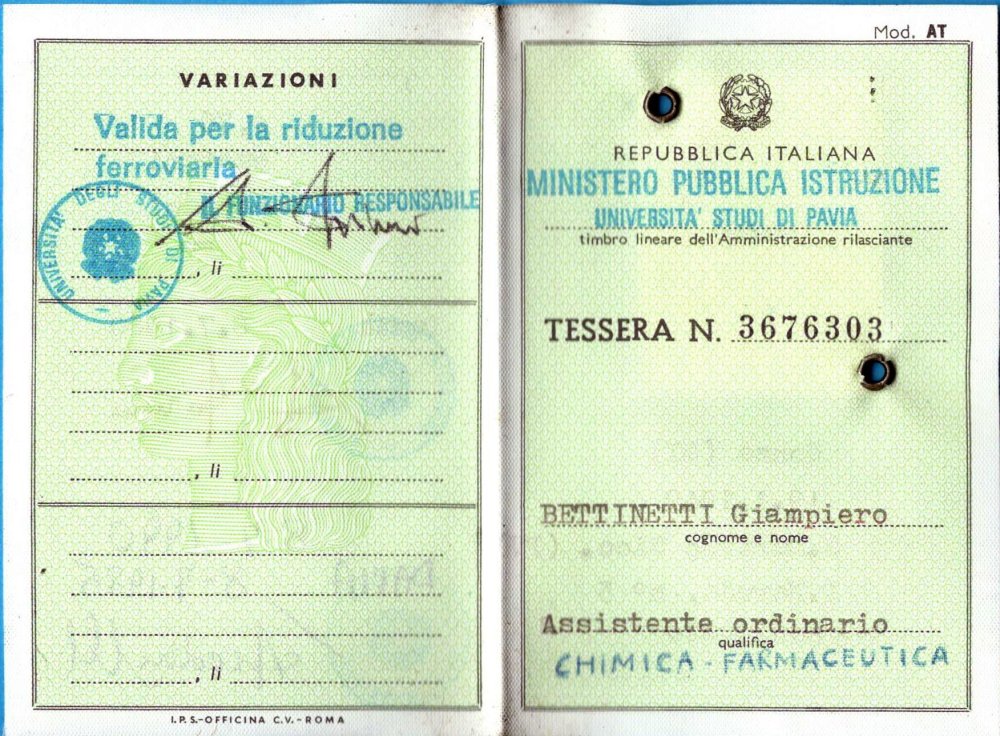 VARIAZIONI
Valida per la riduzione
ferroviaria
IL FUNZIONARIO RESPONSABILE
UNIVERSITA' DEGLI STUDI DI PAVIA
, li
, li
, li
I.P.S.-OFFICINA C.V.-ROMA
Mod. AT
REPUBBLICA ITALIANA
MINISTERO PUBBLICA ISTRUZIONE
UNIVERSITA' STUDI DI PAVIA
timbro lineare dell'Amministrazione rilasciante
TESSERA N. 3676303
BETTINETTI Giampiero
cognome e nome
Assistente ordinario
qualifica
CHIMICA - FARMACEUTICA